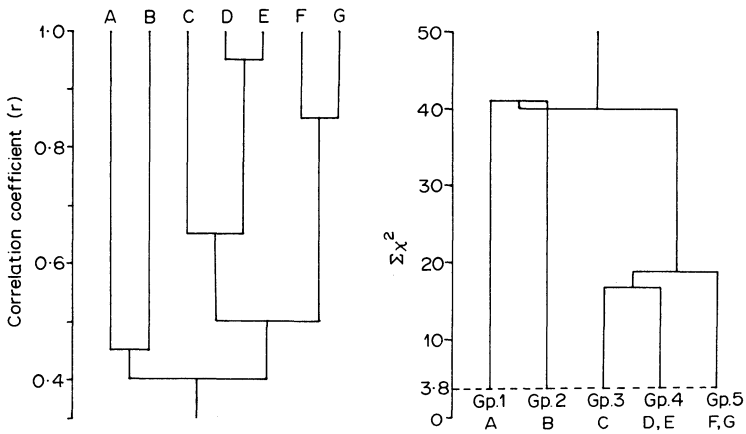 A B C D E F G
1·0
0·8
0·6
0·4
Correlation coefficient (r)
50
40
30
20
10
3·8
0
Σχ²
Gp.1 Gp.2 Gp.3 Gp.4 Gp.5
A B C D,E F,G